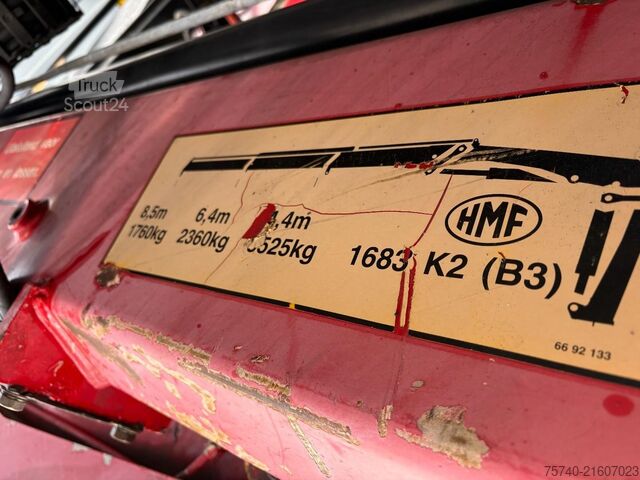 Truck
Scout24
8,5m 6,4m 4,4m
1760kg 2360kg 3525kg
HMF
1683 K2 (B3)
66 92 133
75740-21607023